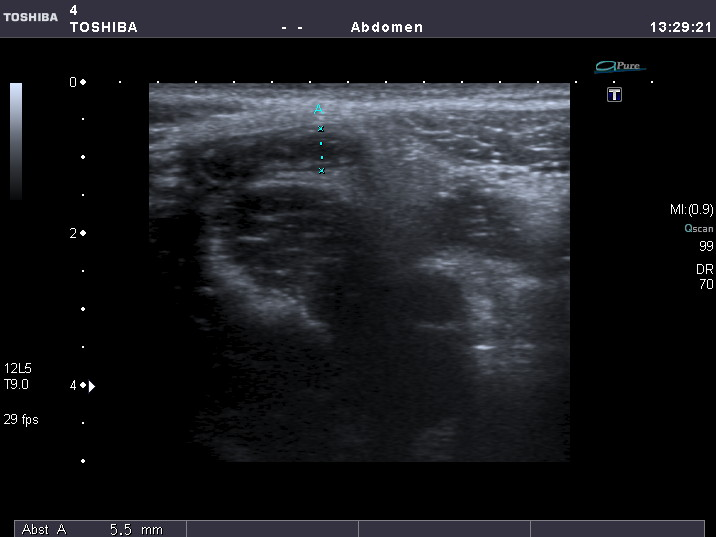 TOSHIBA
4
TOSHIBA - - Abdomen 13:29:21
aPure
T
0
A
MI:(0.9)
Qscan
99
DR
70
2
12L5
T9.0
4
29 fps
Abst A 5.5 mm